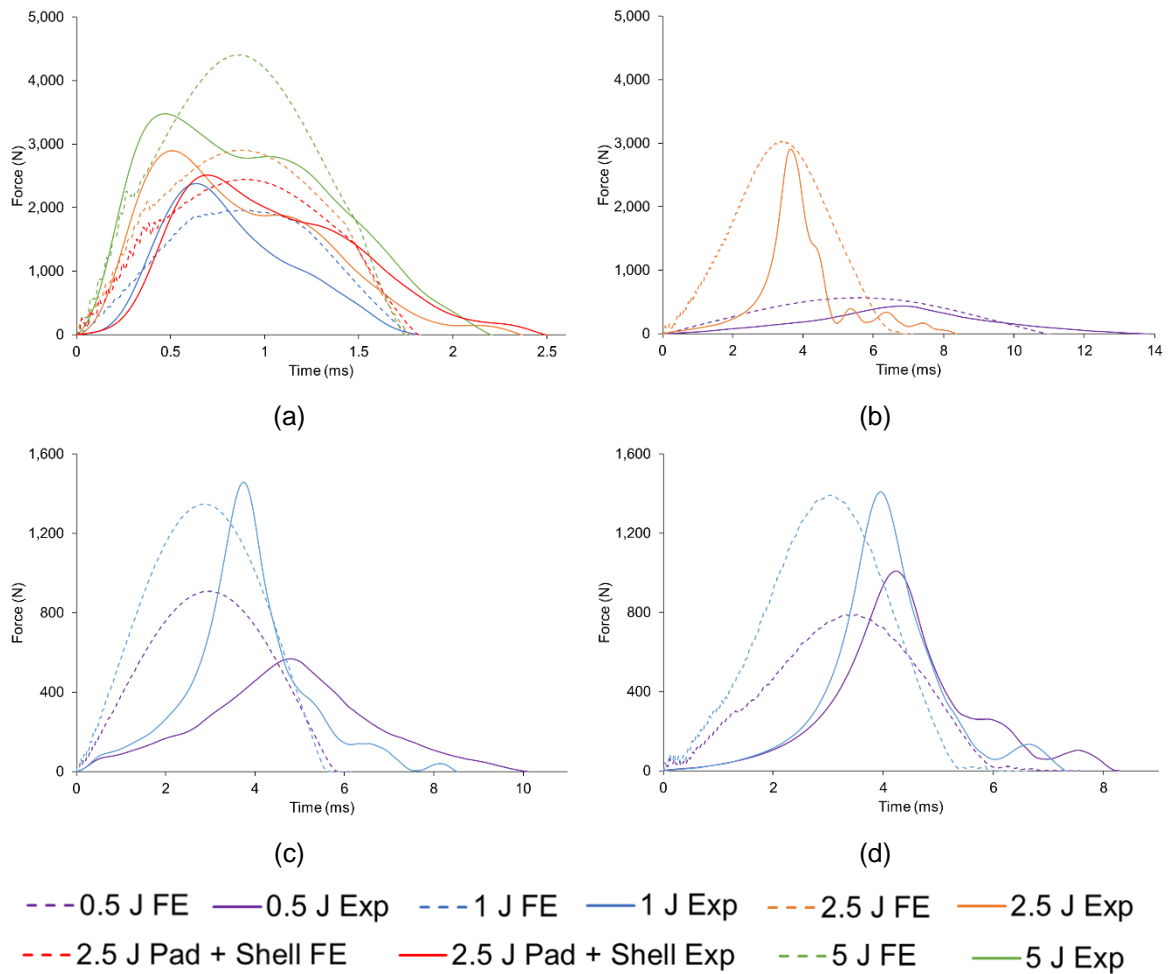 5,000
4,000
3,000
2,000
1,000
0
Force (N)
0 0.5 1 1.5 2 2.5
Time (ms)
(a)
5,000
4,000
3,000
2,000
1,000
0
Force (N)
0 2 4 6 8 10 12 14
Time (ms)
(b)
1,600
1,200
800
400
0
Force (N)
0 2 4 6 8 10
Time (ms)
(c)
1,600
1,200
800
400
0
Force (N)
0 2 4 6 8
Time (ms)
(d)
0.5 J FE 0.5 J Exp 1 J FE 1 J Exp 2.5 J FE 2.5 J Exp
2.5 J Pad + Shell FE 2.5 J Pad + Shell Exp 5 J FE 5 J Exp